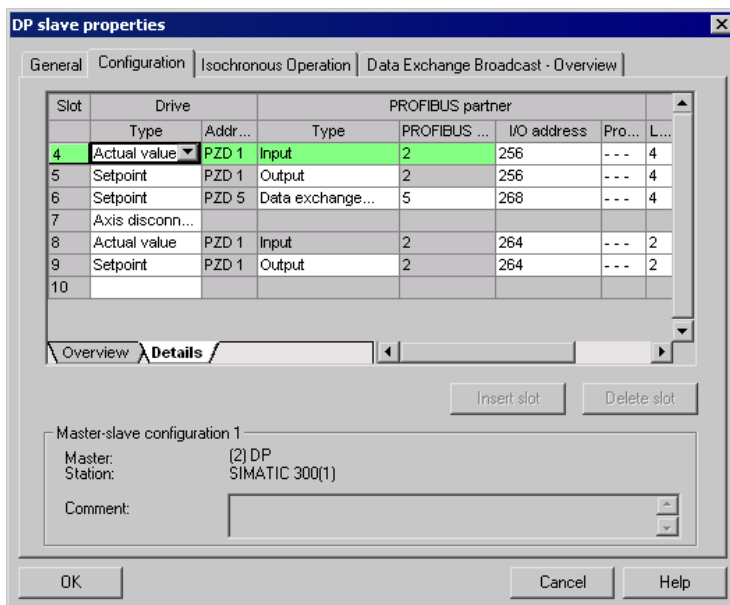 DP slave properties
General Configuration Isochronous Operation Data Exchange Broadcast - Overview
Slot Drive PROFIBUS partner
Type Addr... Type PROFIBUS ... I/O address Pro... L...
4 Actual value PZD 1 Input 2 256 - - - 4
5 Setpoint PZD 1 Output 2 256 - - - 4
6 Setpoint PZD 5 Data exchange... 5 268 - - - 4
7 Axis disconn...
8 Actual value PZD 1 Input 2 264 - - - 2
9 Setpoint PZD 1 Output 2 264 - - - 2
10
Overview Details
Insert slot Delete slot
Master-slave configuration 1
Master: (2) DP
Station: SIMATIC 300(1)
Comment:
OK Cancel Help